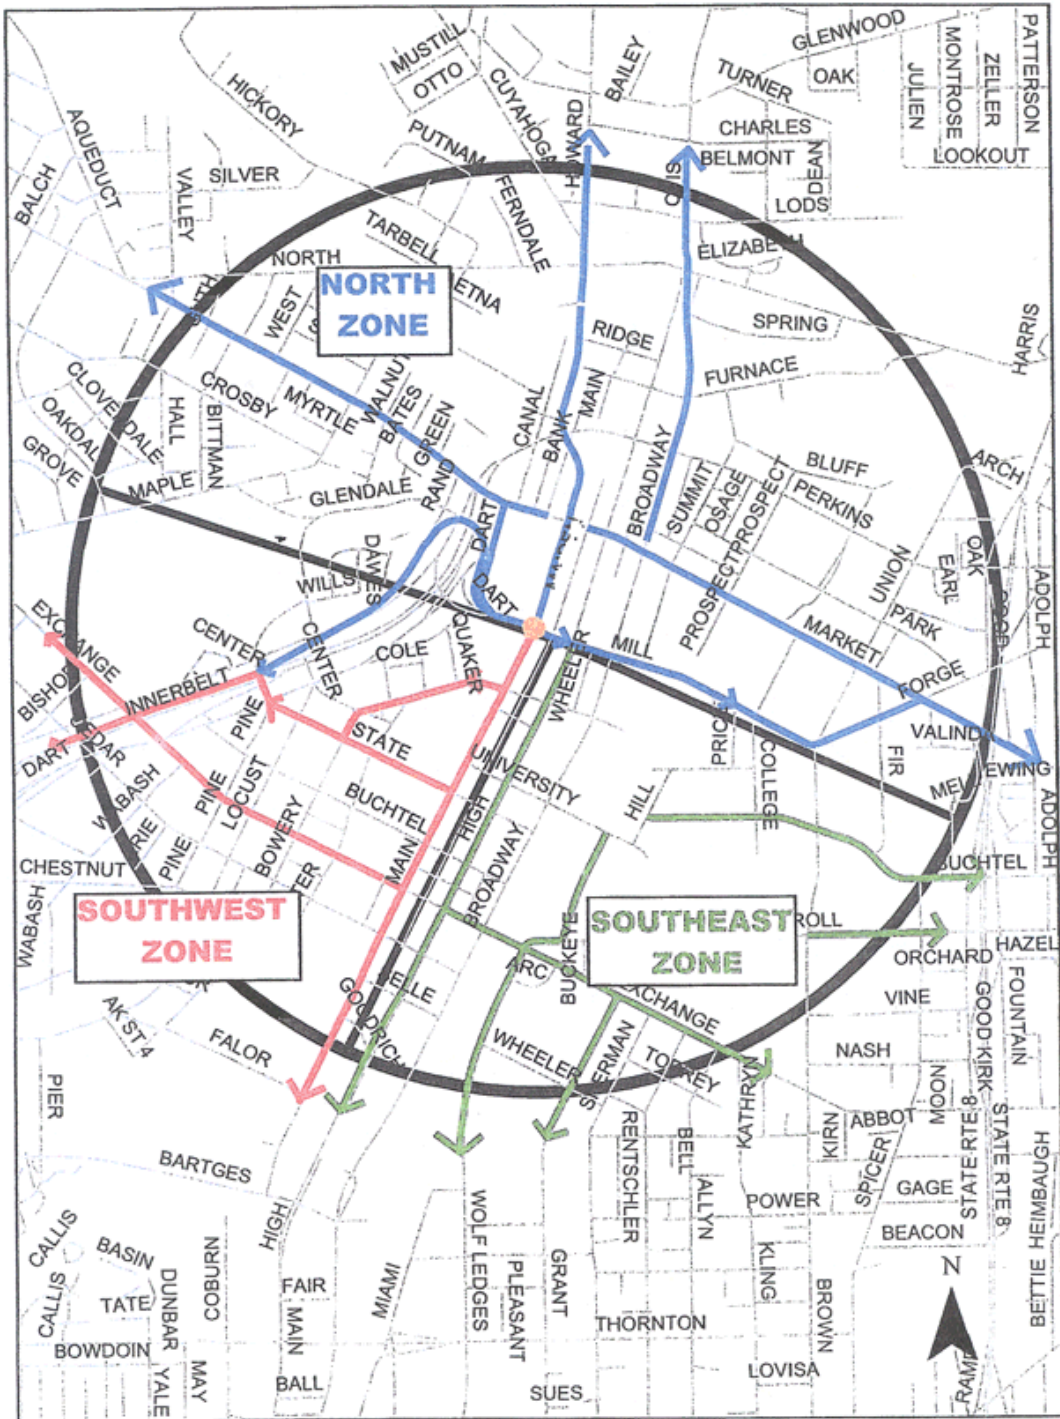 GLENWOOD
PATTERSON
MUSTILL
OTTO
BAILEY
TURNER
OAK
JULIEN
MONTROSE
ZELLER
HICKORY
CUYAHOGA
HOWARD
AQUEDUCT
PUTNAM
CHARLES
BELMONT
DEAN
LOOKOUT
BALCH
VALLEY
SILVER
FERNDALE
LODS
TARBELL
ELIZABETH
NORTH
NORTH
ZONE
ETNA
WEST
RIDGE
SPRING
HARRIS
CLOVERDALE
OAKDAL
GROVE
CROSBY
MYRTLE
WALNUT
BATES
GREEN
CANAL
BANK
MAIN
FURNACE
HALL
BITTMAN
MAPLE
GLENDALE
RAND
BROADWAY
SUMMIT
OSAGE
PROSPECT
PROSPECT
BLUFF
PERKINS
ARCH
DART
DART
DAWES
WILLS
UNION
EARL
OAK
ADOLPH
PARK
EXCHANGE
CENTER
CENTER
COLE
QUAKER
WHEELER
MILL
MARKET
FORGE
BISHOP
INNERBELT
PINE
STATE
PRICE
COLLEGE
FIR
VALIND
EWING
DART
CEDAR
WABASH
PINE
LOCUST
BUCHTEL
UNIVERSITY
HIGH
HILL
ADOLPH
PINE
BOWERY
MAIN
BROADWAY
CHESTNUT
WABASH
BUCHTEL
SOUTHWEST
ZONE
SOUTHEAST
ZONE
BUCKEYE
ROLL
ORCHARD
HAZEL
ARC
EXCHANGE
VINE
GOODKIRK
FOUNTAIN
GOODRICH
AK ST 4
FALOR
WHEELER
SHERMAN
TORREY
NASH
KATHRYN
MOON
PIER
RENTSCHLER
BELL
ALLYN
KIRN
ABBOT
SPICER
STATE RTE 8
STATE RTE 8
BETTIE HEIMBAUGH
BARTGES
HIGH
WOLF LEDGES
PLEASANT
GRANT
POWER
GAGE
BEACON
CALLIS
CALLIS
BASIN
TATE
DUNBAR
COBURN
FAIR
MAIN
MIAMI
KLING
BROWN
N
BOWDOIN
YALE
MAY
BALL
THORNTON
LOVISA
SUES